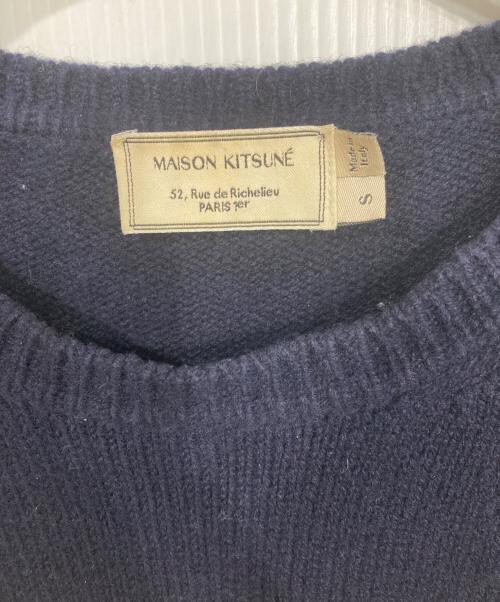 MAISON KITSUNÉ
52, Rue de Richelieu
PARIS 1er
Made in
Italy
S